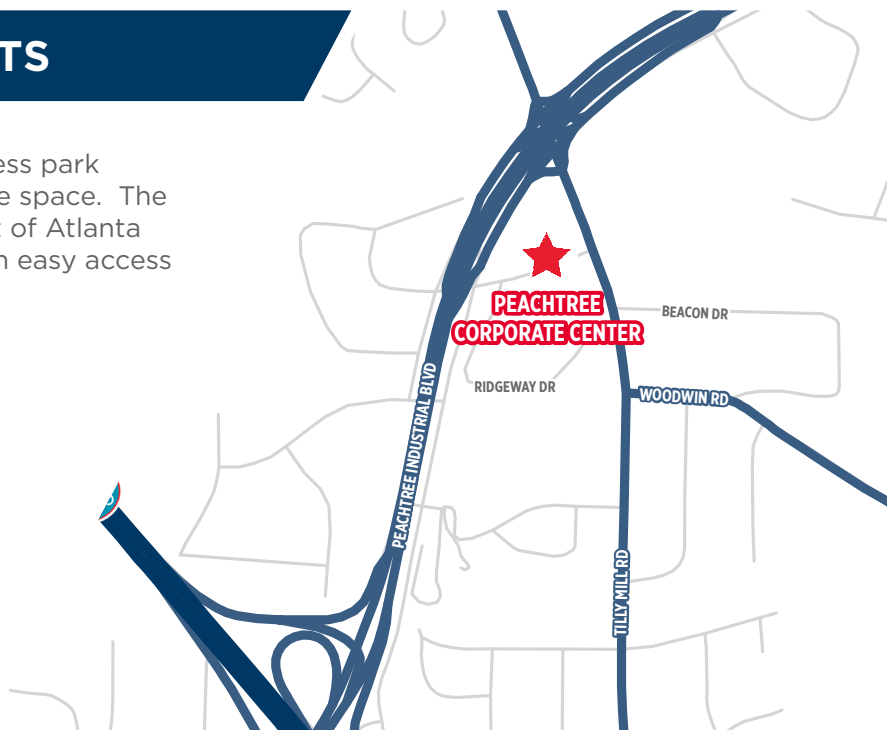 TS
ess park
e space. The
t of Atlanta
n easy access
PEACHTREE
CORPORATE CENTER
BEACON DR
RIDGEWAY DR
WOODWIN RD
PEACHTREE INDUSTRIAL BLVD
TILLY MILL RD